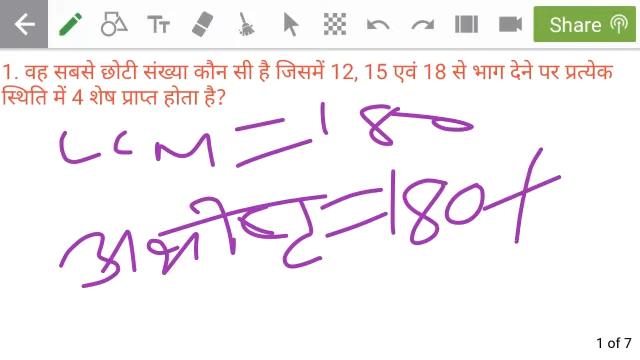 Share
1. वह सबसे छोटी संख्या कौन सी है जिसमें 12, 15 एवं 18 से भाग देने पर प्रत्येक
स्थिति में 4 शेष प्राप्त होता है?
LCM = 180
अभीष्ट = 180+
1 of 7